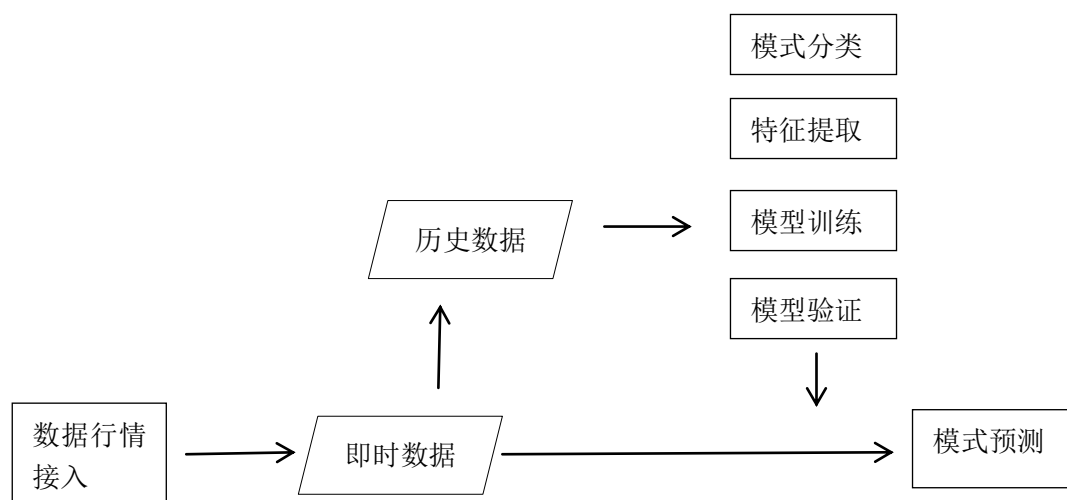 模式分类
特征提取
历史数据
模型训练
模型验证
数据行情
接入
即时数据
模式预测